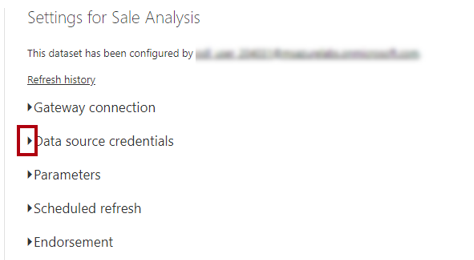 Settings for Sale Analysis
This dataset has been configured by
Refresh history
Gateway connection
Data source credentials
Parameters
Scheduled refresh
Endorsement